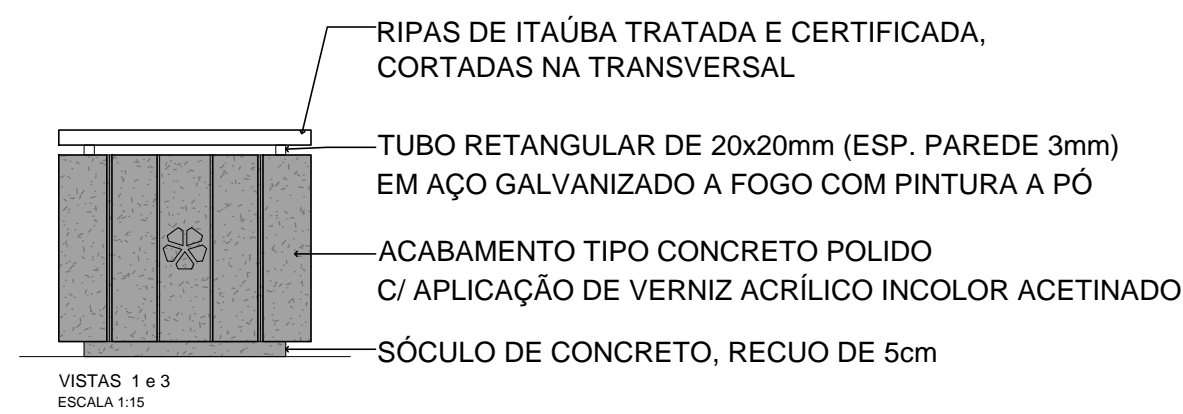 RIPAS DE ITAÚBA TRATADA E CERTIFICADA,
CORTADAS NA TRANSVERSAL
TUBO RETANGULAR DE 20x20mm (ESP. PAREDE 3mm)
EM AÇO GALVANIZADO A FOGO COM PINTURA A PÓ
ACABAMENTO TIPO CONCRETO POLIDO
C/ APLICAÇÃO DE VERNIZ ACRÍLICO INCOLOR ACETINADO
SÓCULO DE CONCRETO, RECUO DE 5cm
VISTAS 1 e 3
ESCALA 1:15